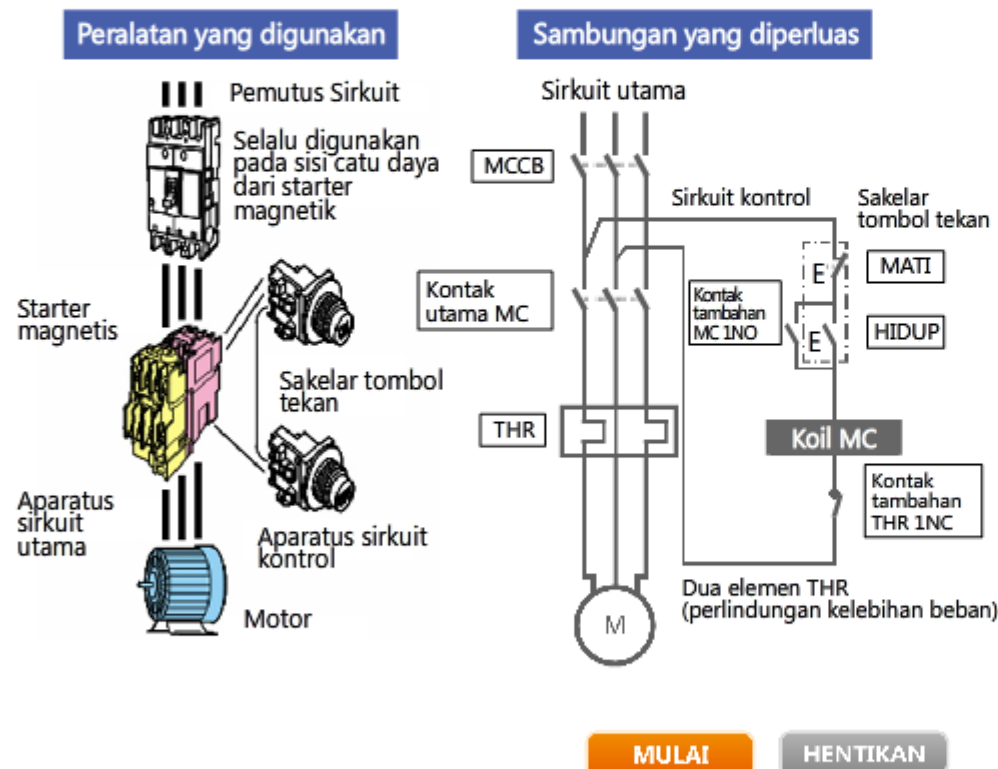 Peralatan yang digunakan
Sambungan yang diperluas
Pemutus Sirkuit
Selalu digunakan
pada sisi catu daya
dari starter
magnetik
Starter
magnetis
Sakelar tombol
tekan
Aparatus
sirkuit
utama
Aparatus sirkuit
kontrol
Motor
Sirkuit utama
MCCB
Sirkuit kontrol
Sakelar
tombol tekan
E
MATI
Kontak
utama MC
Kontak
tambahan
MC 1NO
E
HIDUP
THR
Koil MC
Kontak
tambahan
THR 1NC
Dua elemen THR
(perlindungan kelebihan beban)
M
MULAI
HENTIKAN